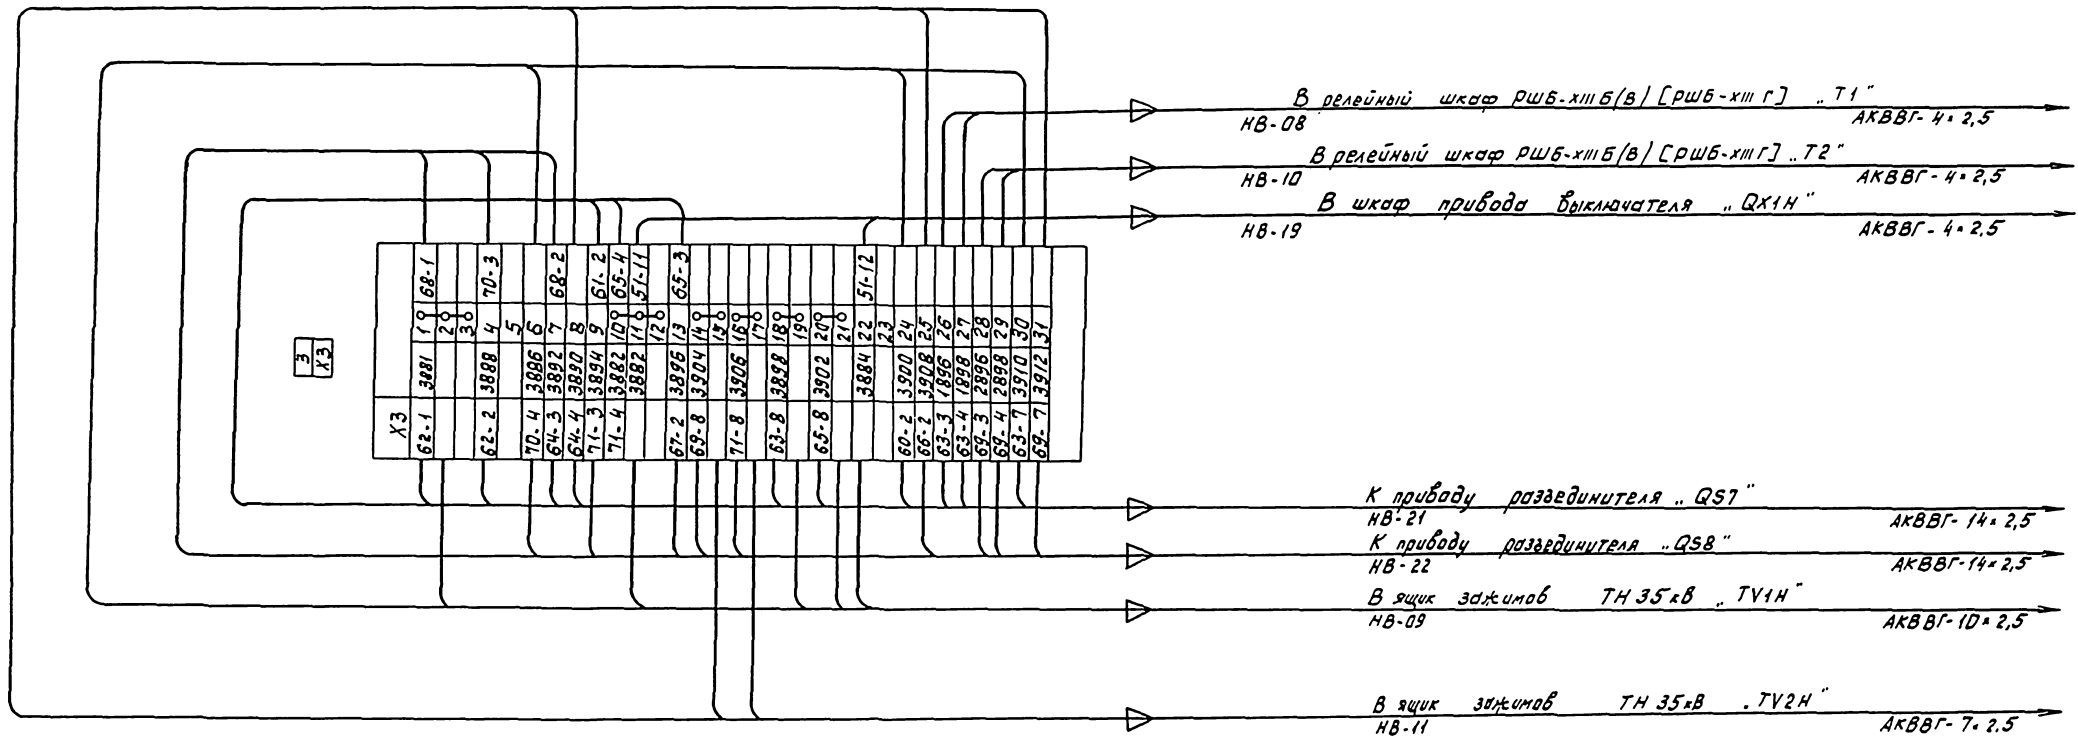 В релейный шкаф РШБ-XIII Б(В) [РШБ-XIII Г] „Т1"
НВ-08
АКВВГ-4×2,5
В релейный шкаф РШБ-XIII Б(В) [РШБ-XIII Г] „Т2"
НВ-10
АКВВГ-4×2,5
В шкаф привода выключателя „QX1H"
НВ-19
АКВВГ-4×2,5
3
X3
X3
68-1 70-3 68-2 61-2 65-4 51-11 65-3 51-12
1 2 3 4 5 6 7 8 9 10 11 12 13 14 15 16 17 18 19 20 21 22 23 24 25 26 27 28 29 30 31
3881 3888 3886 3892 3890 3894 3882 3882 3896 3904 3906 3898 3902 3884 3900 3908 1896 1898 2896 2898 3910 3912
62-1 62-2 70-4 64-3 64-4 71-3 71-4 67-2 69-8 71-8 63-8 65-8 60-2 66-2 63-3 63-4 69-3 69-4 63-7 69-7
К приводу разъединителя „QS7"
НВ-21
АКВВГ-14×2,5
К приводу разъединителя „QS8"
НВ-22
АКВВГ-14×2,5
В ящик зажимов ТН 35кВ „TV1H"
НВ-09
АКВВГ-10×2,5
В ящик зажимов ТН 35кВ „TV2H"
НВ-11
АКВВГ-7×2.5